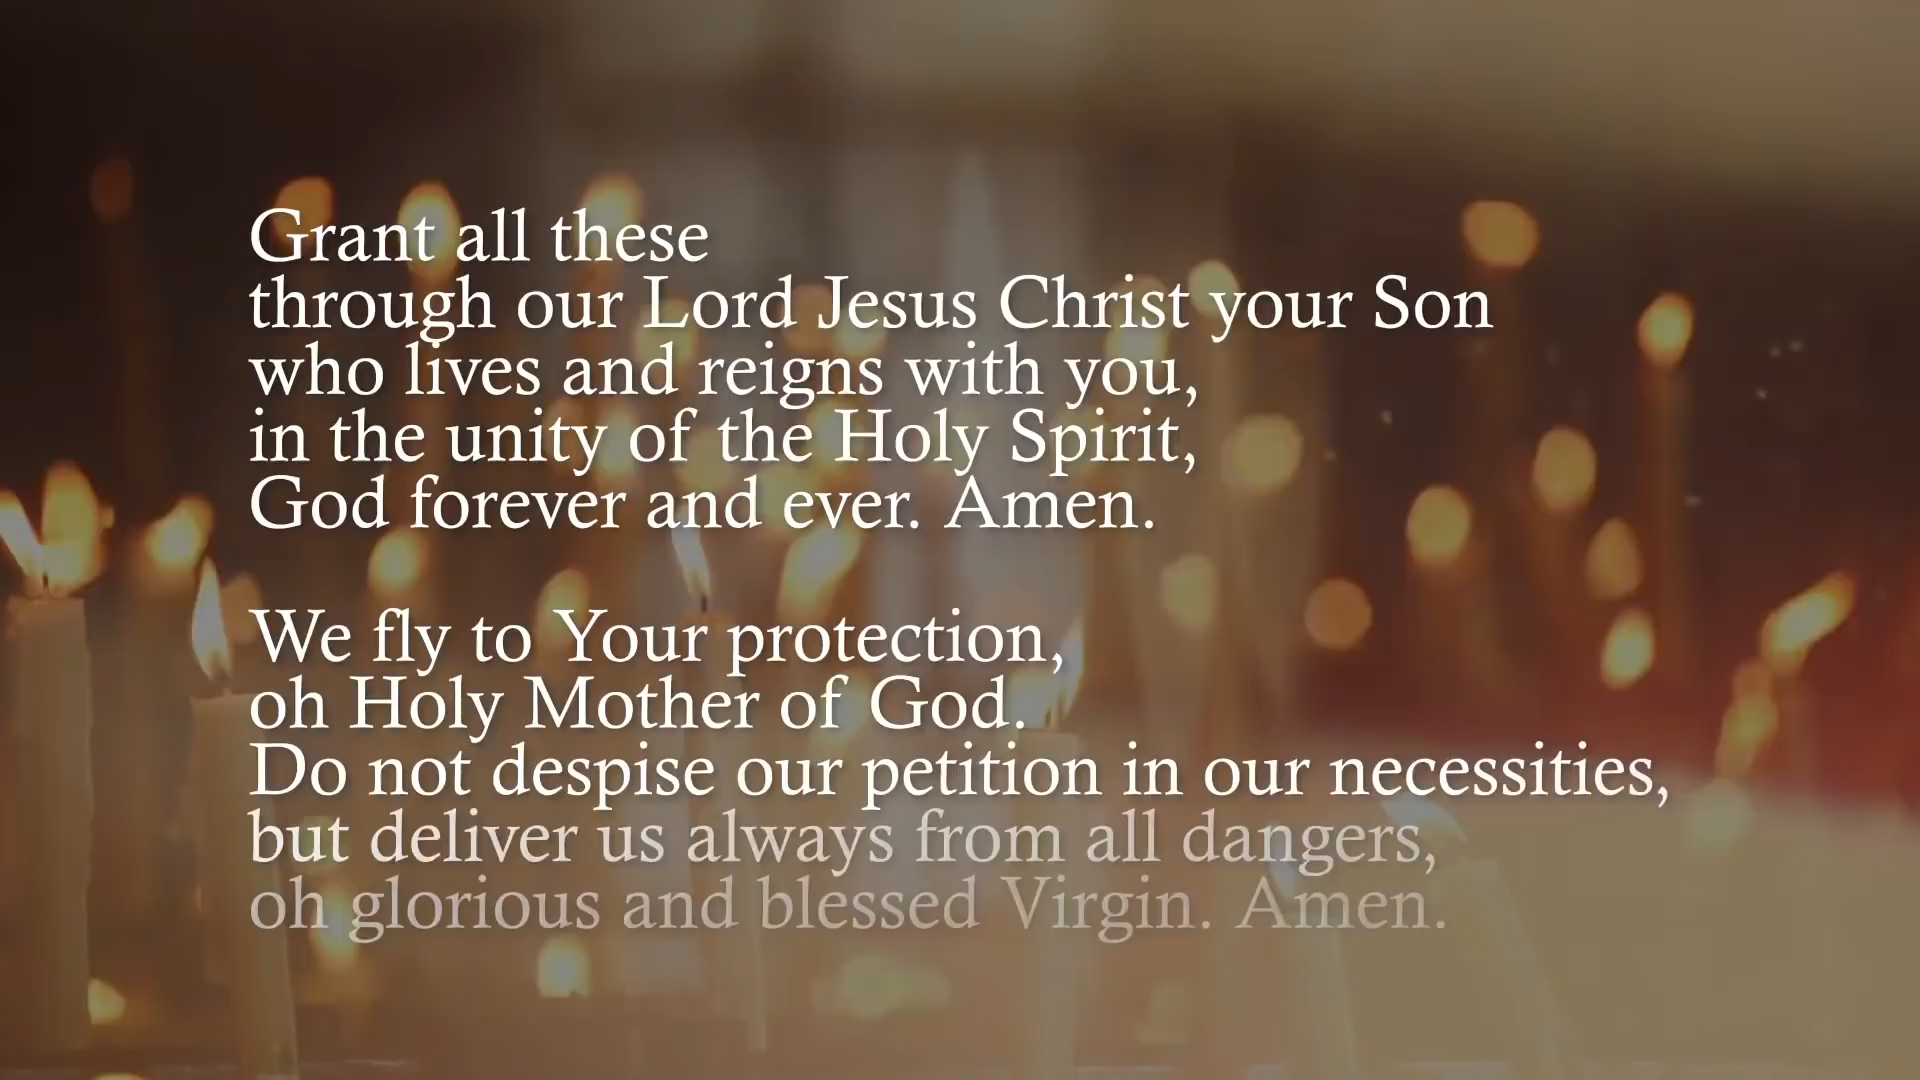 Grant all these
through our Lord Jesus Christ your Son
who lives and reigns with you,
in the unity of the Holy Spirit,
God forever and ever. Amen.
We fly to Your protection,
oh Holy Mother of God.
Do not despise our petition in our necessities,
but deliver us always from all dangers,
oh glorious and blessed Virgin. Amen.